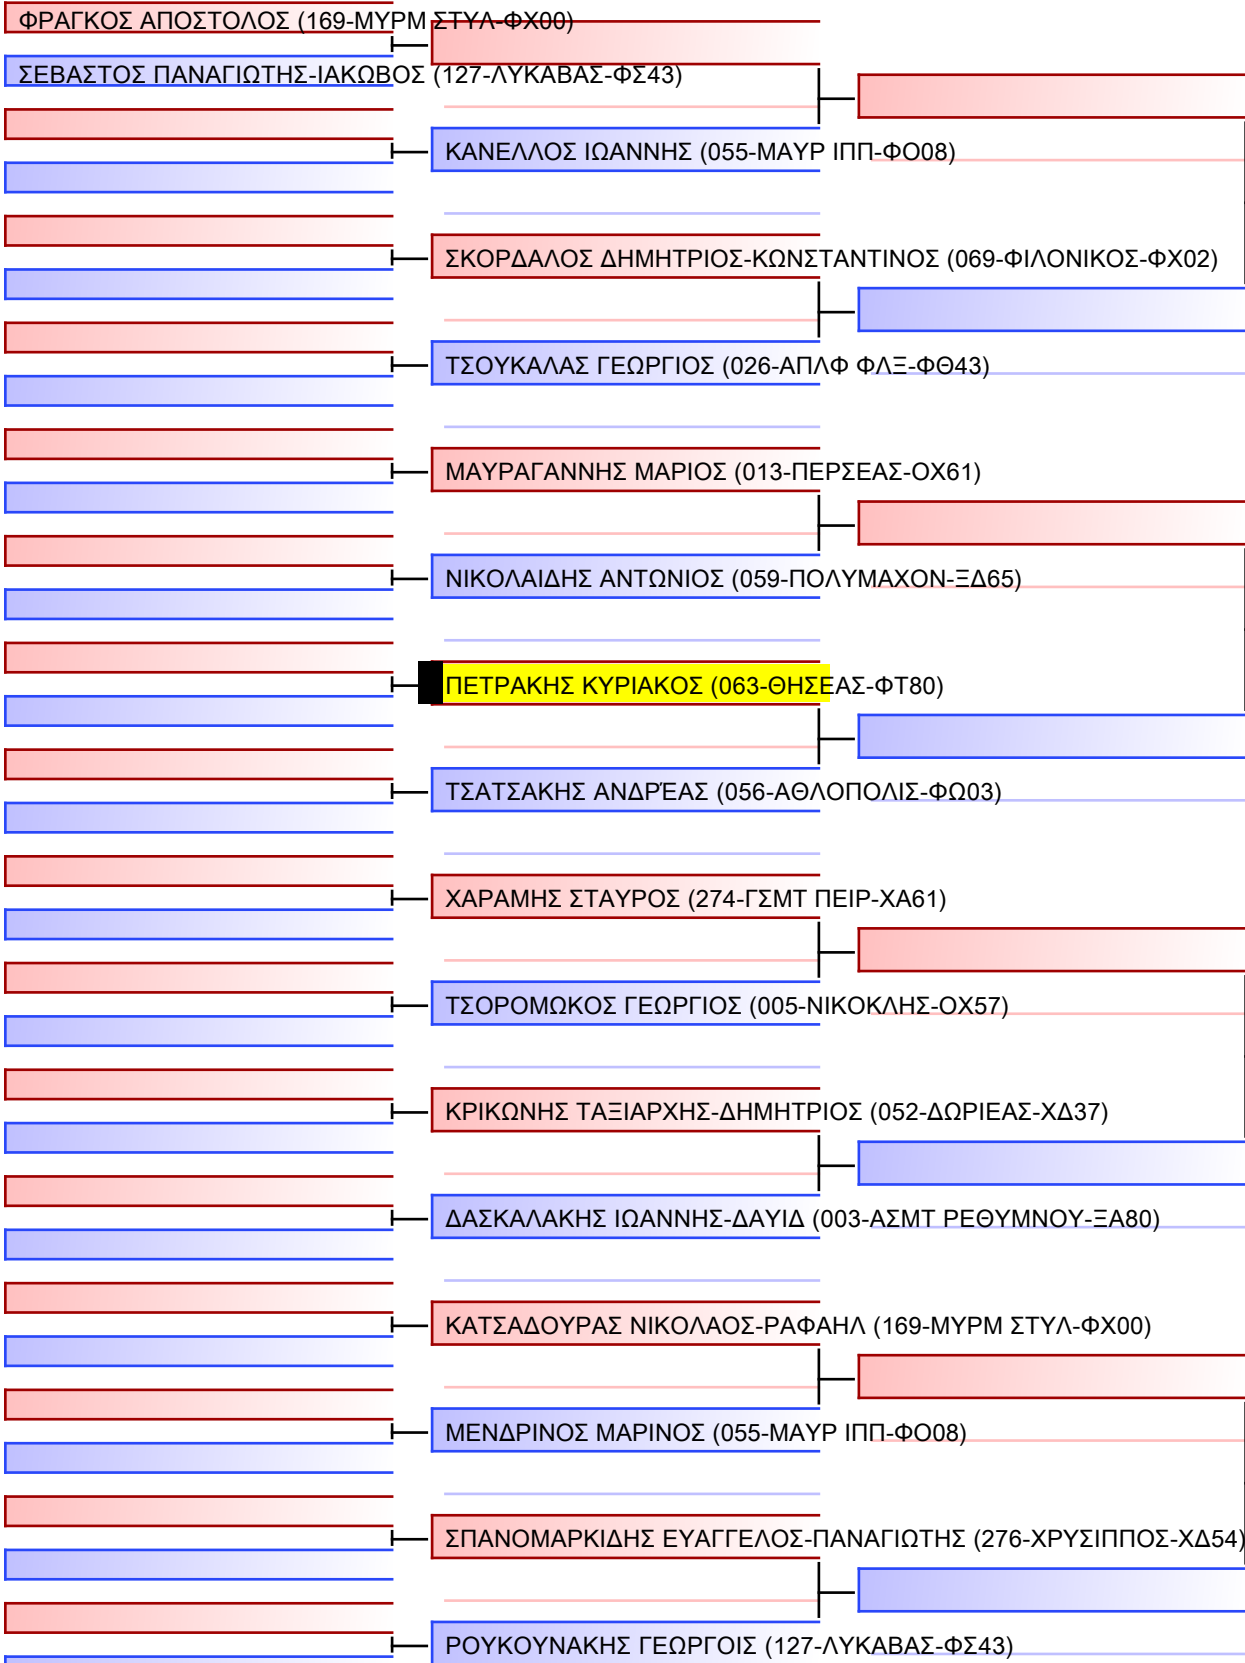 ΦΡΑΓΚΟΣ ΑΠΟΣΤΟΛΟΣ (169-ΜΥΡΜ ΣΤΥΛ-ΦΧ00)
ΣΕΒΑΣΤΟΣ ΠΑΝΑΓΙΩΤΗΣ-ΙΑΚΩΒΟΣ (127-ΛΥΚΑΒΑΣ-ΦΣ43)
ΚΑΝΕΛΛΟΣ ΙΩΑΝΝΗΣ (055-ΜΑΥΡ ΙΠΠ-ΦΟ08)
ΣΚΟΡΔΑΛΟΣ ΔΗΜΗΤΡΙΟΣ-ΚΩΝΣΤΑΝΤΙΝΟΣ (069-ΦΙΛΟΝΙΚΟΣ-ΦΧ02)
ΤΣΟΥΚΑΛΑΣ ΓΕΩΡΓΙΟΣ (026-ΑΠΛΦ ΦΛΞ-ΦΘ43)
ΜΑΥΡΑΓΑΝΝΗΣ ΜΑΡΙΟΣ (013-ΠΕΡΣΕΑΣ-ΟΧ61)
ΝΙΚΟΛΑΙΔΗΣ ΑΝΤΩΝΙΟΣ (059-ΠΟΛΥΜΑΧΟΝ-ΞΔ65)
ΠΕΤΡΑΚΗΣ ΚΥΡΙΑΚΟΣ (063-ΘΗΣΕΑΣ-ΦΤ80)
ΤΣΑΤΣΑΚΗΣ ΑΝΔΡΈΑΣ (056-ΑΘΛΟΠΟΛΙΣ-ΦΩ03)
ΧΑΡΑΜΗΣ ΣΤΑΥΡΟΣ (274-ΓΣΜΤ ΠΕΙΡ-ΧΑ61)
ΤΣΟΡΟΜΩΚΟΣ ΓΕΩΡΓΙΟΣ (005-ΝΙΚΟΚΛΗΣ-ΟΧ57)
ΚΡΙΚΩΝΗΣ ΤΑΞΙΑΡΧΗΣ-ΔΗΜΗΤΡΙΟΣ (052-ΔΩΡΙΕΑΣ-ΧΔ37)
ΔΑΣΚΑΛΑΚΗΣ ΙΩΑΝΝΗΣ-ΔΑΥΙΔ (003-ΑΣΜΤ ΡΕΘΥΜΝΟΥ-ΞΑ80)
ΚΑΤΣΑΔΟΥΡΑΣ ΝΙΚΟΛΑΟΣ-ΡΑΦΑΗΛ (169-ΜΥΡΜ ΣΤΥΛ-ΦΧ00)
ΜΕΝΔΡΙΝΟΣ ΜΑΡΙΝΟΣ (055-ΜΑΥΡ ΙΠΠ-ΦΟ08)
ΣΠΑΝΟΜΑΡΚΙΔΗΣ ΕΥΑΓΓΕΛΟΣ-ΠΑΝΑΓΙΩΤΗΣ (276-ΧΡΥΣΙΠΠΟΣ-ΧΔ54)
ΡΟΥΚΟΥΝΑΚΗΣ ΓΕΩΡΓΟΙΣ (127-ΛΥΚΑΒΑΣ-ΦΣ43)